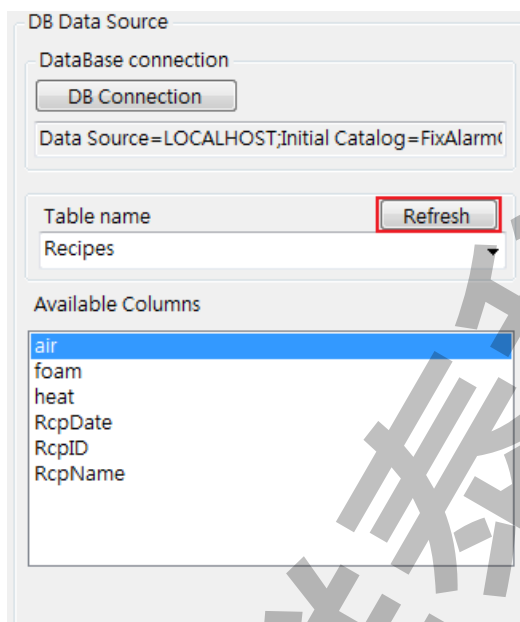 DB Data Source
DataBase connection
DB Connection
Data Source=LOCALHOST;Initial Catalog=FixAlarm
Table name
Refresh
Recipes
Available Columns
air
foam
heat
RcpDate
RcpID
RcpName